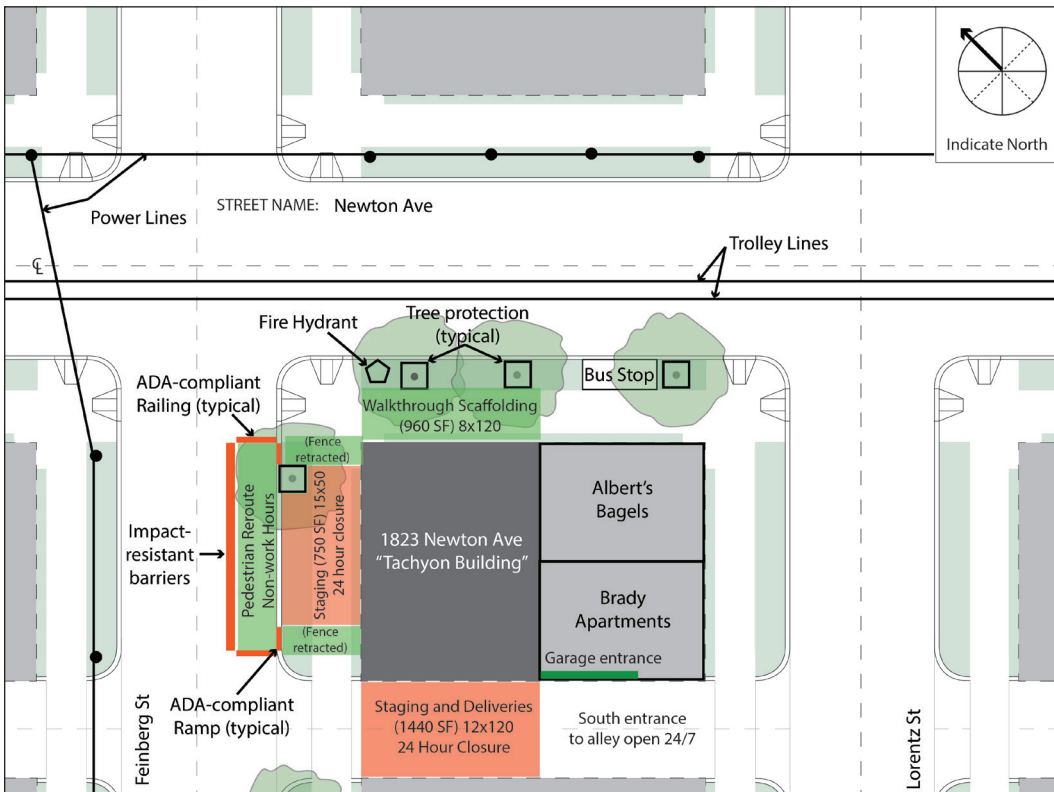 Indicate North
Power Lines
STREET NAME: Newton Ave
Trolley Lines
℄
Fire Hydrant
Tree protection
(typical)
Bus Stop
ADA-compliant
Railing (typical)
Walkthrough Scaffolding
(960 SF) 8x120
(Fence
retracted)
Pedestrian Reroute
Non-work Hours
Staging (750 SF) 15x50
24 hour closure
Impact-
resistant
barriers
1823 Newton Ave
“Tachyon Building”
Albert’s
Bagels
Brady
Apartments
Garage entrance
(Fence
retracted)
ADA-compliant
Ramp (typical)
Staging and Deliveries
(1440 SF) 12x120
24 Hour Closure
South entrance
to alley open 24/7
Feinberg St
Lorentz St